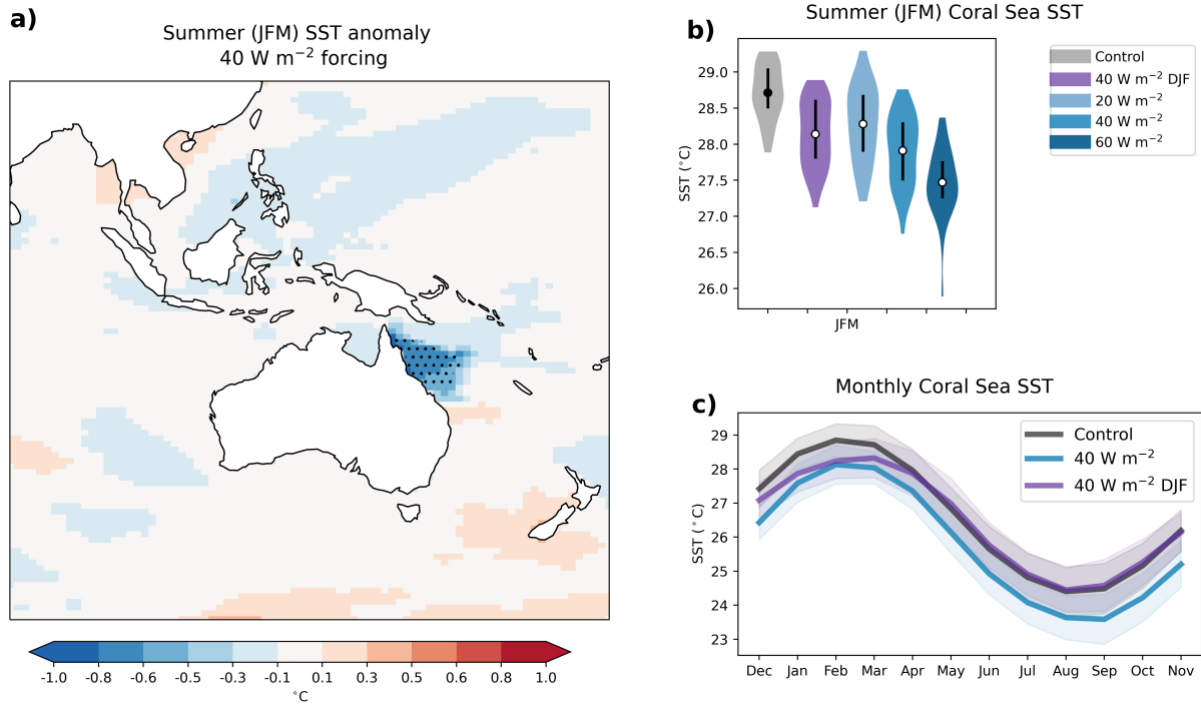 a)
Summer (JFM) SST anomaly
40 W m⁻² forcing
-1.0 -0.8 -0.6 -0.5 -0.3 -0.1 0.1 0.3 0.5 0.6 0.8 1.0
°C
b)
Summer (JFM) Coral Sea SST
SST (°C)
29.0
28.5
28.0
27.5
27.0
26.5
26.0
JFM
Control
40 W m⁻² DJF
20 W m⁻²
40 W m⁻²
60 W m⁻²
c)
Monthly Coral Sea SST
SST (°C)
29
28
27
26
25
24
23
Dec Jan Feb Mar Apr May Jun Jul Aug Sep Oct Nov
Control
40 W m⁻²
40 W m⁻² DJF